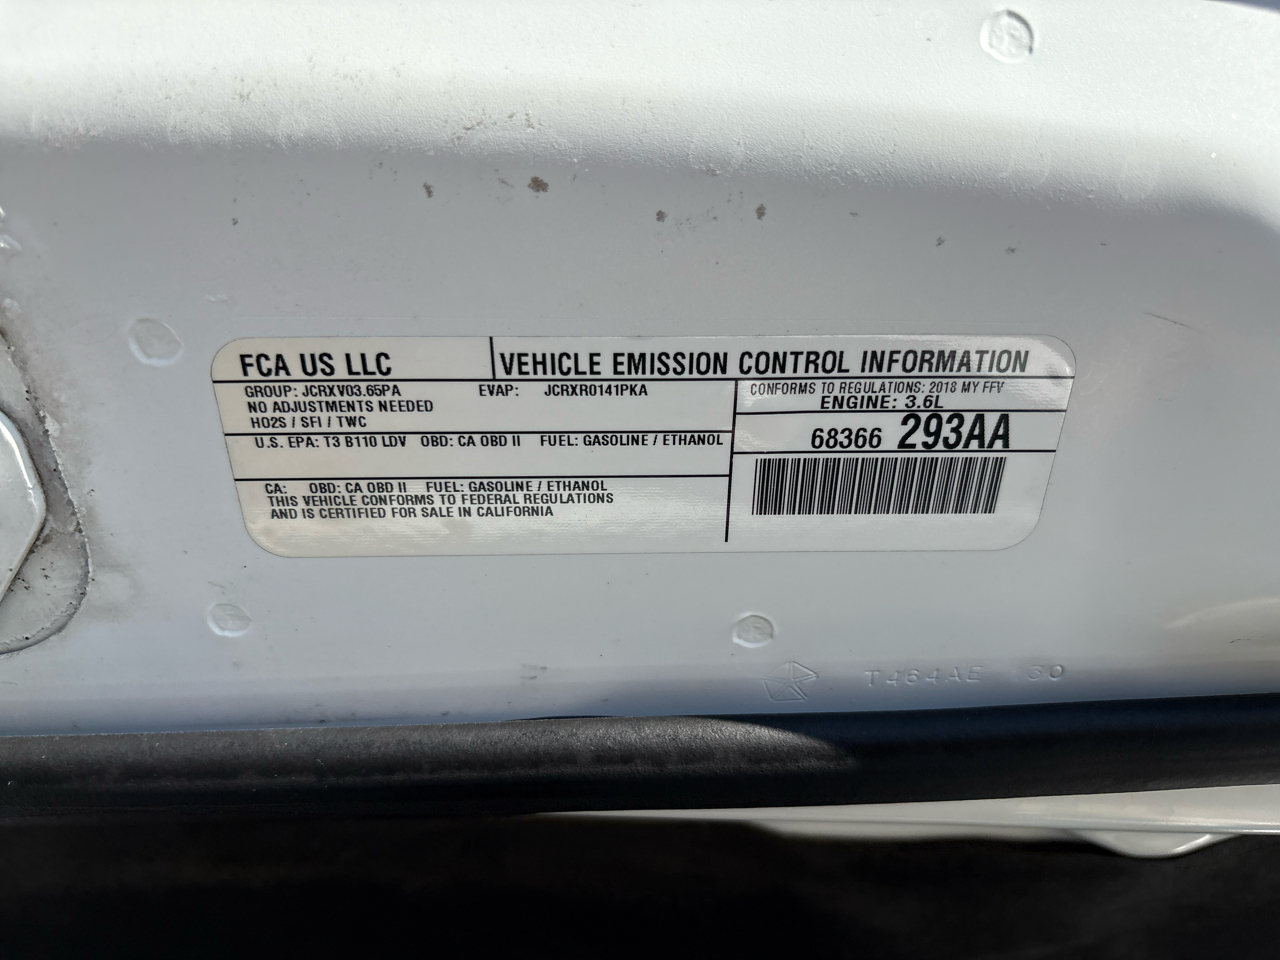 FCA US LLC
VEHICLE EMISSION CONTROL INFORMATION
GROUP: JCRXV03.65PA EVAP: JCRXR0141PKA
NO ADJUSTMENTS NEEDED
HO2S / SFI / TWC
U.S. EPA: T3 B110 LDV OBD: CA OBD II FUEL: GASOLINE / ETHANOL
CA: OBD: CA OBD II FUEL: GASOLINE / ETHANOL
THIS VEHICLE CONFORMS TO FEDERAL REGULATIONS
AND IS CERTIFIED FOR SALE IN CALIFORNIA
CONFORMS TO REGULATIONS: 2018 MY FFV
ENGINE: 3.6L
68366 293AA
T464AE